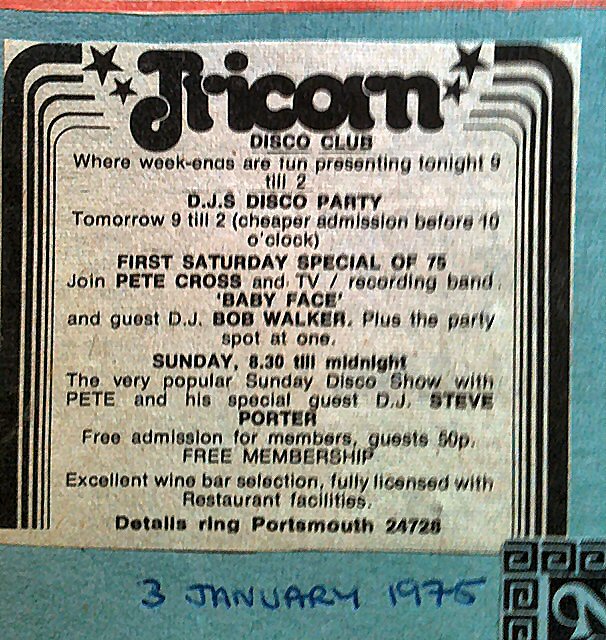 Tricorn
DISCO CLUB
Where week-ends are fun presenting tonight 9
till 2
D.J.S DISCO PARTY
Tomorrow 9 till 2 (cheaper admission before 10
o'clock)
FIRST SATURDAY SPECIAL OF 75
Join PETE CROSS and TV / recording band
'BABY FACE'
and guest D.J. BOB WALKER. Plus the party
spot at one.
SUNDAY, 8.30 till midnight
The very popular Sunday Disco Show with
PETE and his special guest D.J. STEVE
PORTER
Free admission for members, guests 50p.
FREE MEMBERSHIP
Excellent wine bar selection, fully licensed with
Restaurant facilities.
Details ring Portsmouth 24728
3 JANUARY 1975